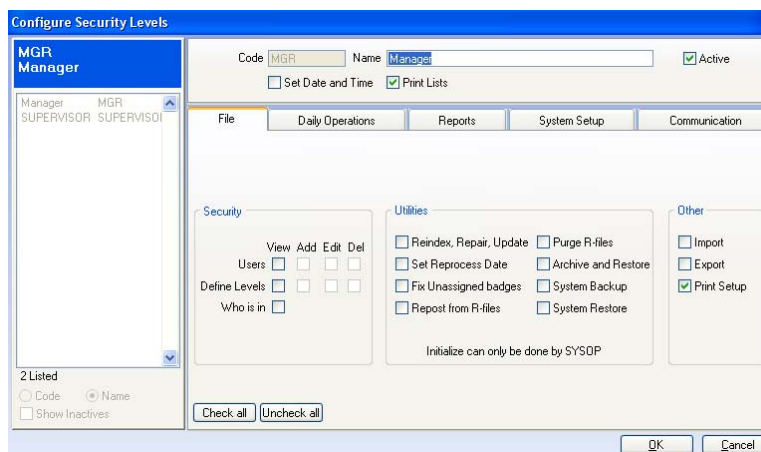 Configure Security Levels
MGR
Manager
Code MGR Name Manager Active
Set Date and Time Print Lists
Manager MGR
SUPERVISOR SUPERVISOI
File Daily Operations Reports System Setup Communication
Security
View Add Edit Del
Users
Define Levels
Who is in
Utilities
Reindex, Repair, Update Purge R-files
Set Reprocess Date Archive and Restore
Fix Unassigned badges System Backup
Repost from R-files System Restore
Initialize can only be done by SYSOP
Other
Import
Export
Print Setup
2 Listed
Code Name
Show Inactives
Check all Uncheck all
OK Cancel